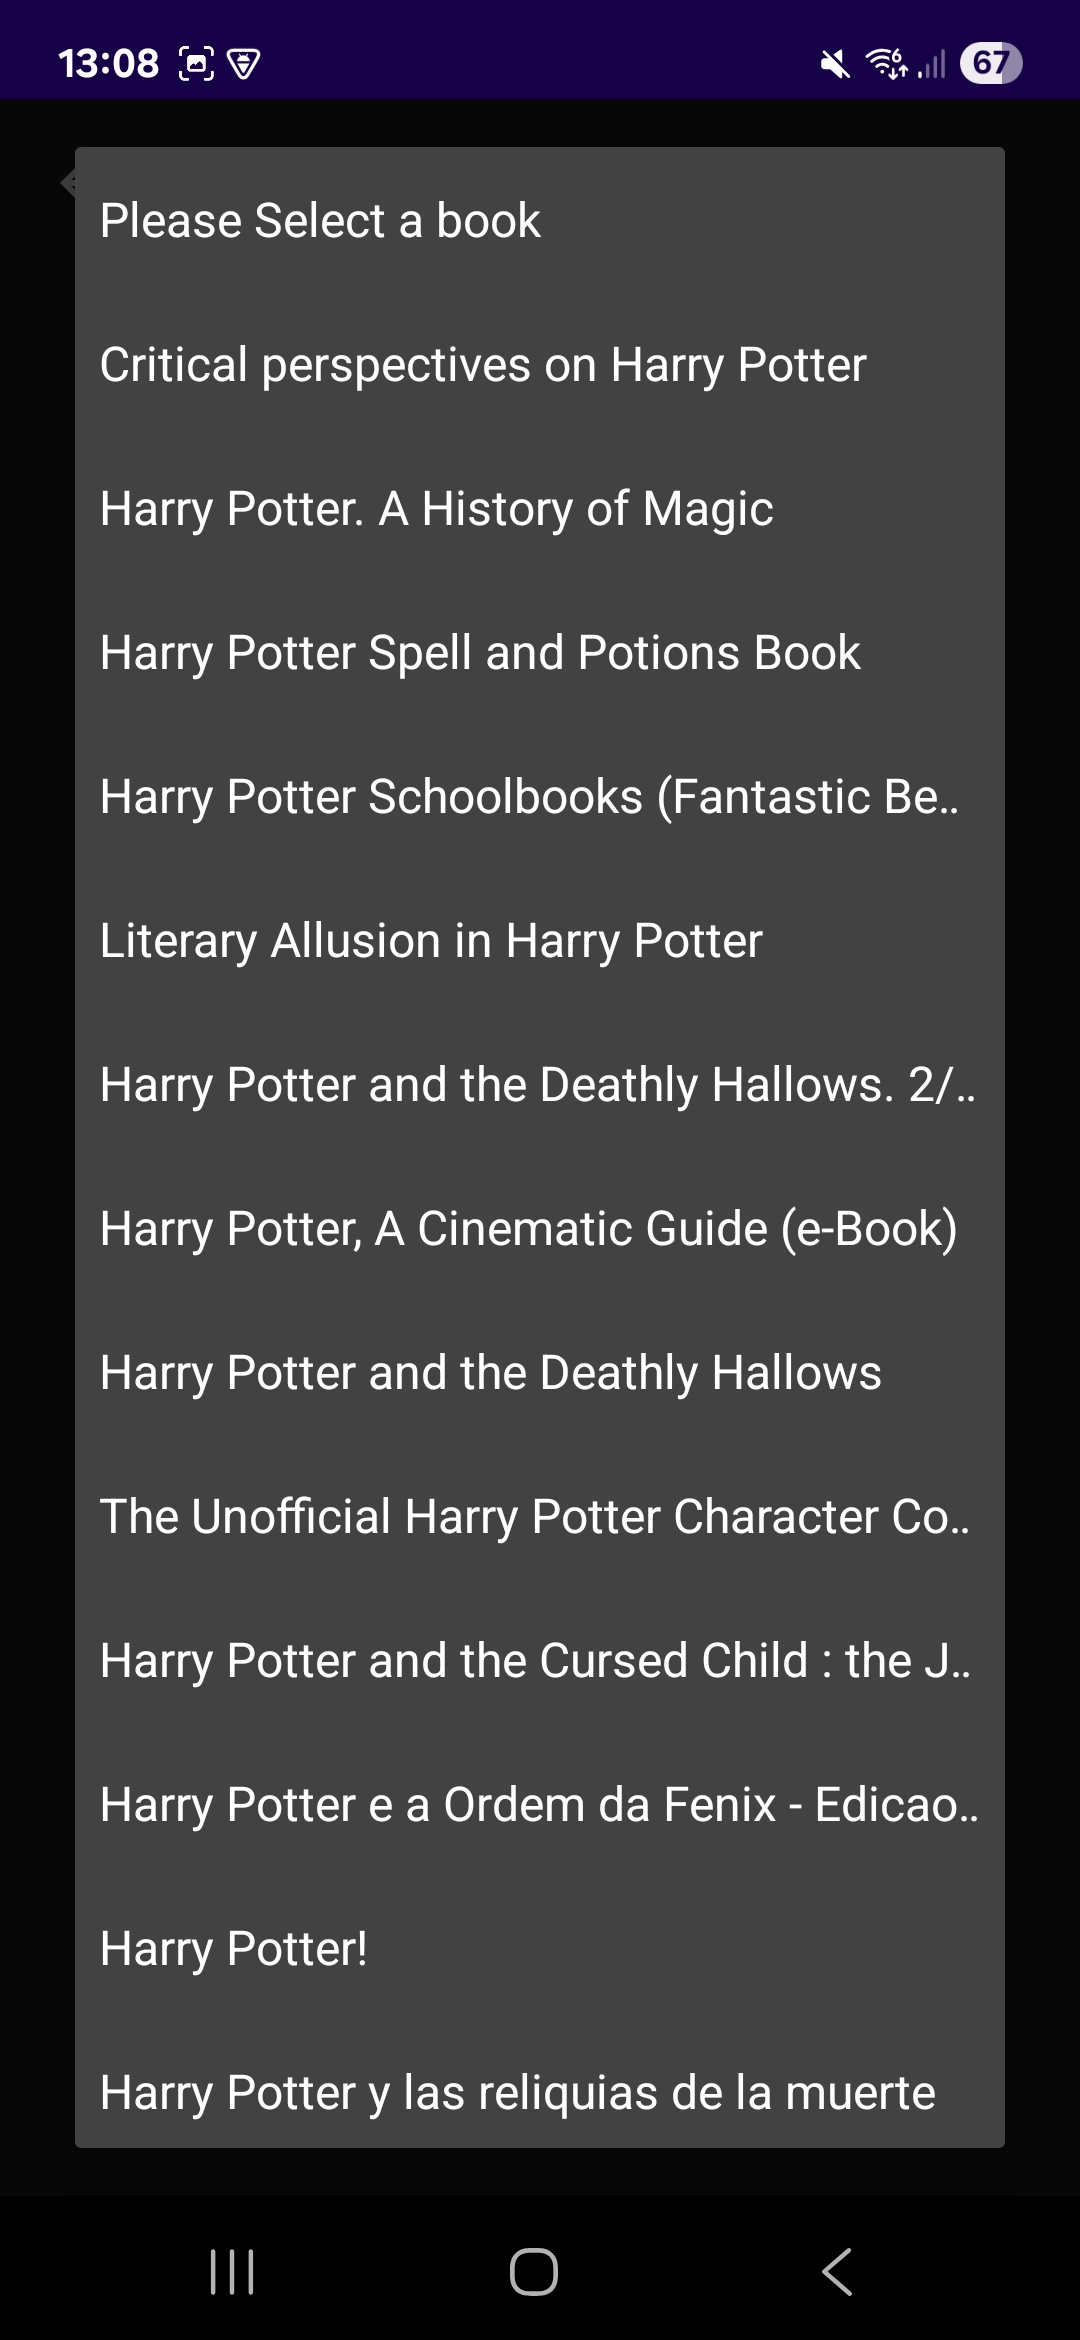 13:08
6
67
Please Select a book
Critical perspectives on Harry Potter
Harry Potter. A History of Magic
Harry Potter Spell and Potions Book
Harry Potter Schoolbooks (Fantastic Be..
Literary Allusion in Harry Potter
Harry Potter and the Deathly Hallows. 2/..
Harry Potter, A Cinematic Guide (e-Book)
Harry Potter and the Deathly Hallows
The Unofficial Harry Potter Character Co..
Harry Potter and the Cursed Child : the J..
Harry Potter e a Ordem da Fenix - Edicao..
Harry Potter!
Harry Potter y las reliquias de la muerte